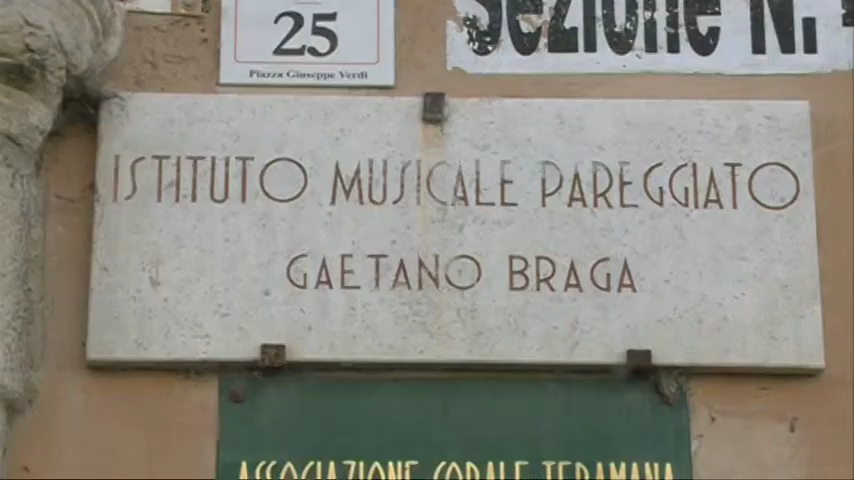 25
Piazza Giuseppe Verdi
Sezione N.
ISTITUTO MUSICALE PAREGGIATO
GAETANO BRAGA
ASSOCIAZIONE CORALE TERAMANA